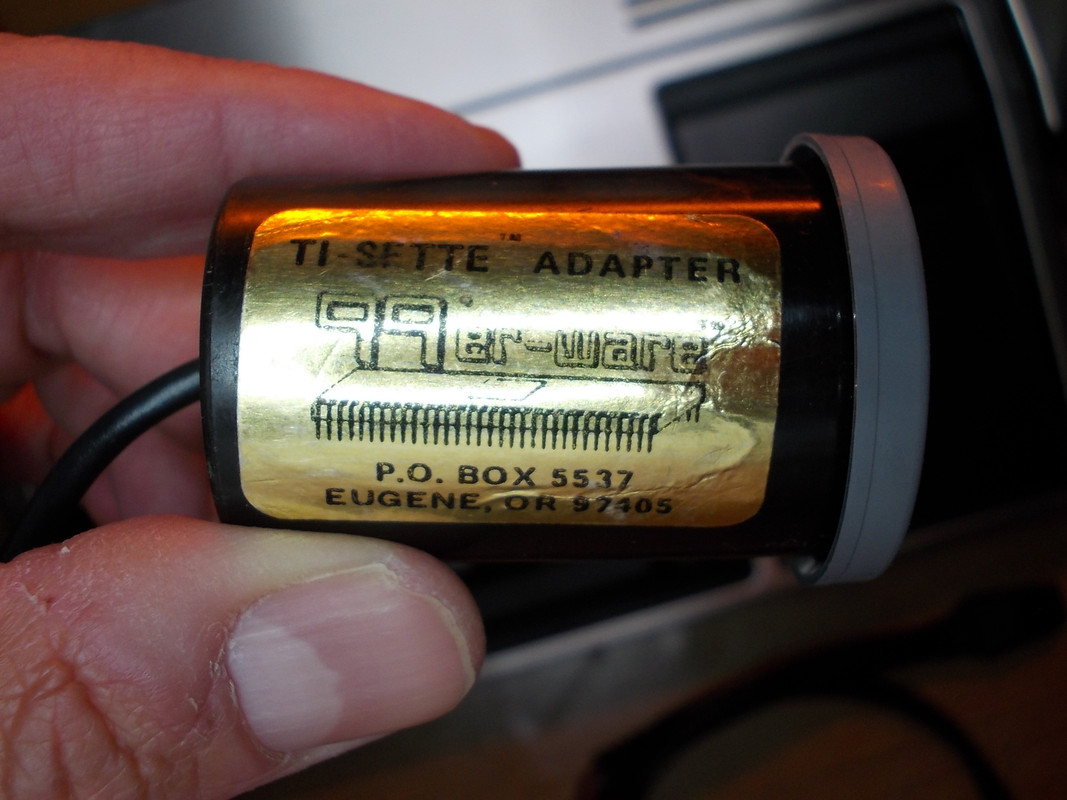 TI-SETTE™ ADAPTER
99er-ware™
P.O. BOX 5537
EUGENE, OR 97405